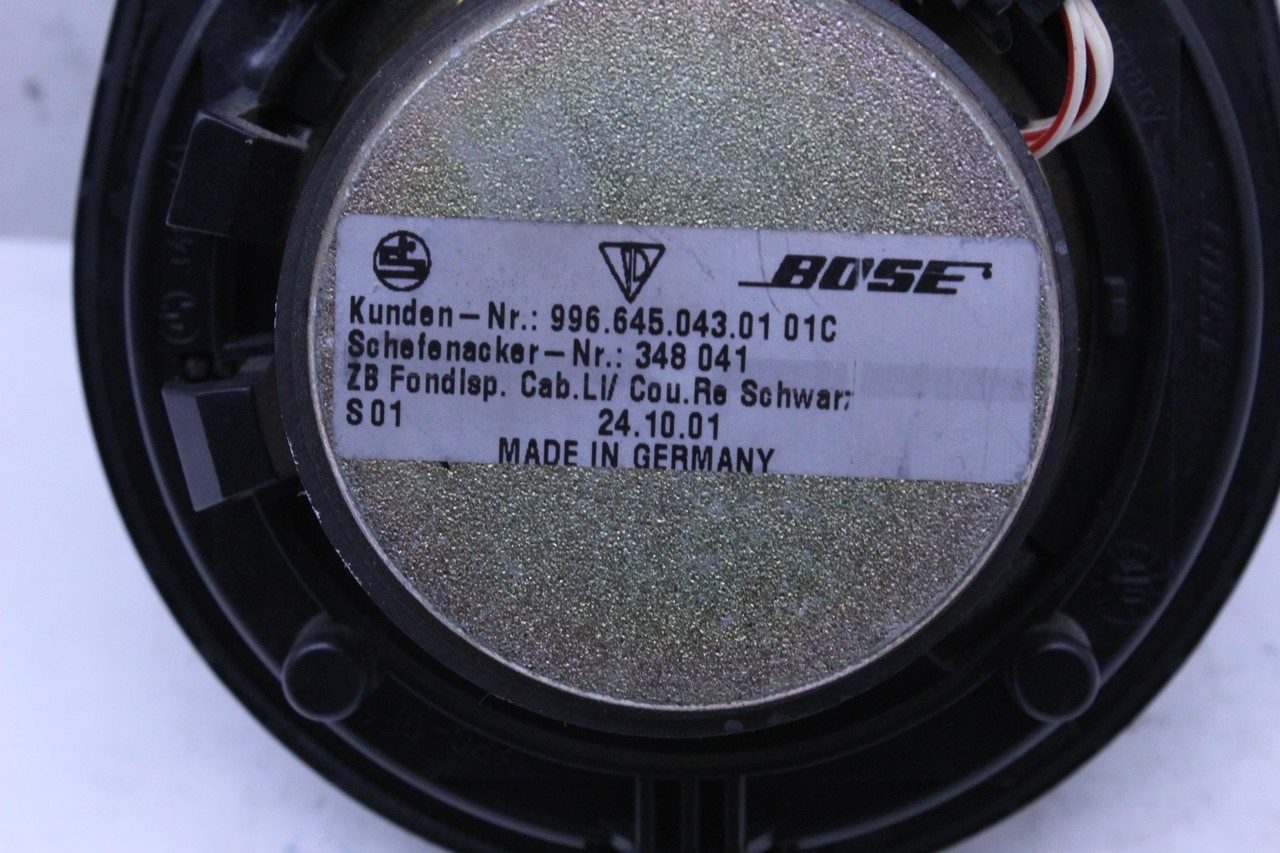 BOSE
Kunden-Nr.: 996.645.043.01 01C
Schefenacker-Nr.: 348 041
ZB Fondlsp. Cab.Li/ Cou.Re Schwar
S01 24.10.01
MADE IN GERMANY